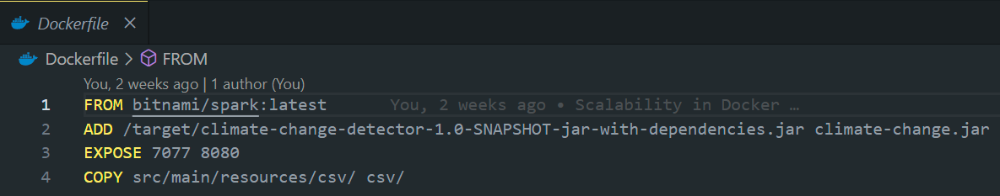 Dockerfile
Dockerfile > FROM
You, 2 weeks ago | 1 author (You)
1 FROM bitnami/spark:latest You, 2 weeks ago • Scalability in Docker …
2 ADD /target/climate-change-detector-1.0-SNAPSHOT-jar-with-dependencies.jar climate-change.jar
3 EXPOSE 7077 8080
4 COPY src/main/resources/csv/ csv/